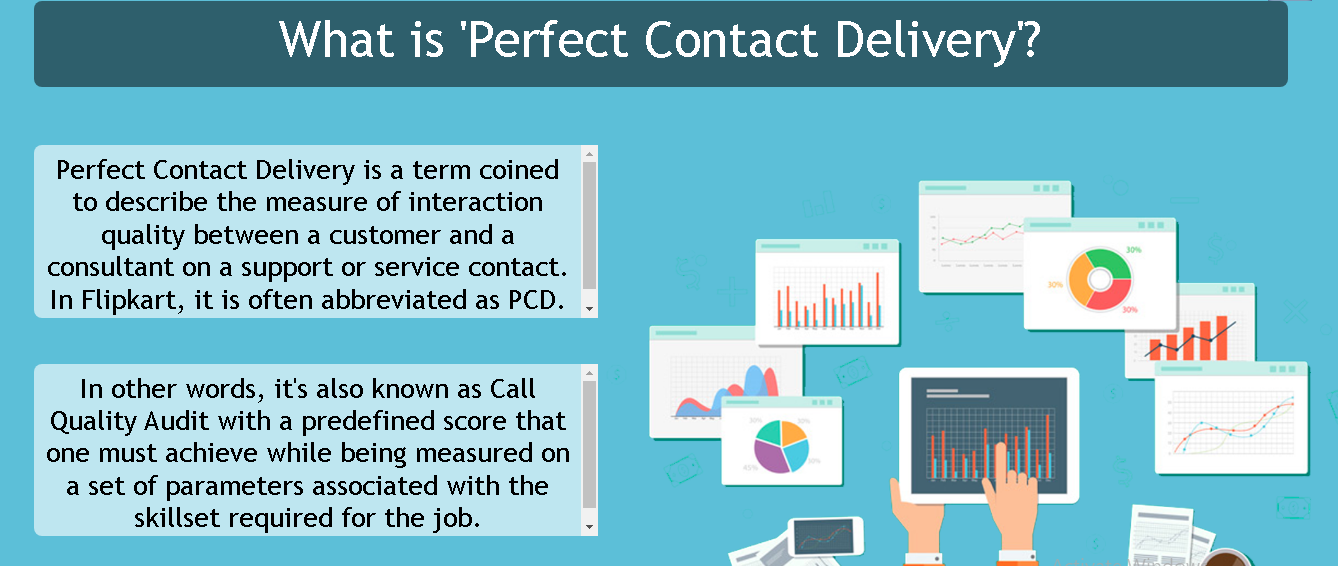 What is 'Perfect Contact Delivery'?
Perfect Contact Delivery is a term coined
to describe the measure of interaction
quality between a customer and a
consultant on a support or service contact.
In Flipkart, it is often abbreviated as PCD.
In other words, it's also known as Call
Quality Audit with a predefined score that
one must achieve while being measured on
a set of parameters associated with the
skillset required for the job.
30%
30%
30%
30%
30%
45%